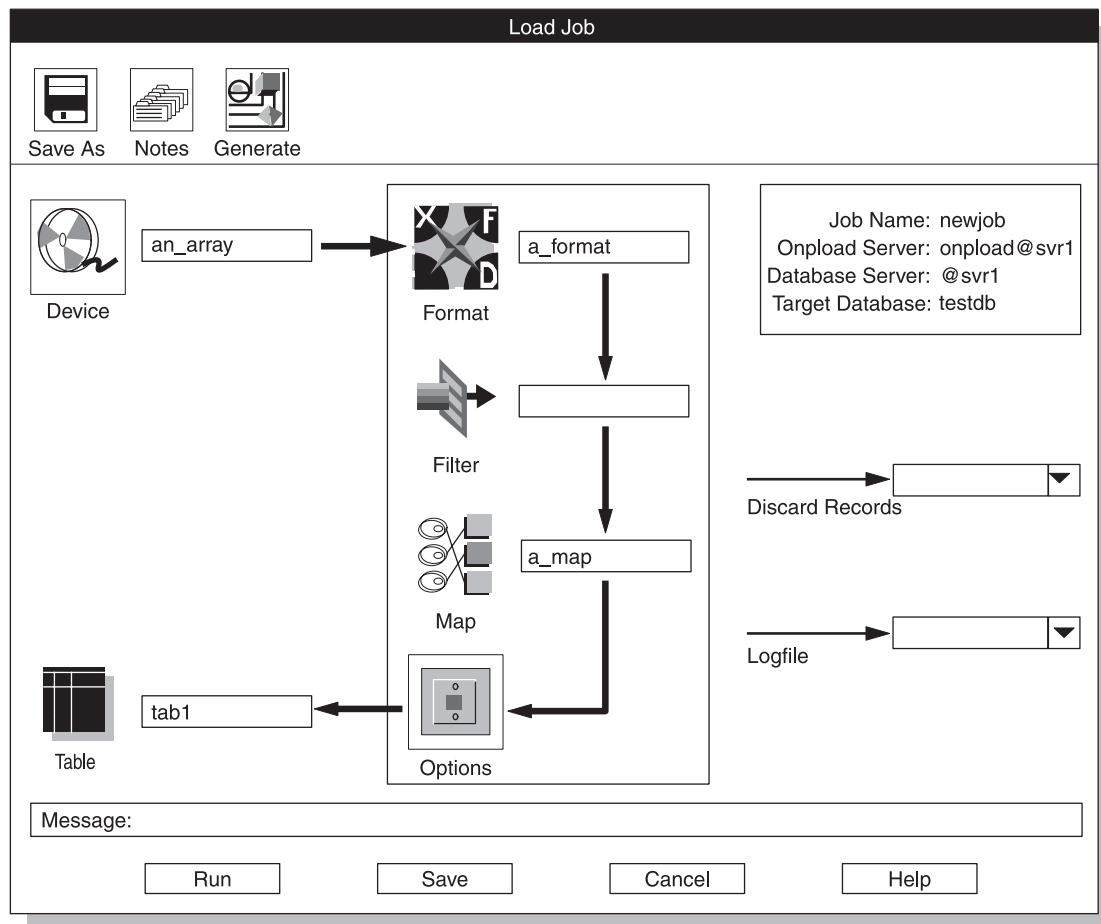 Load Job
Save As
Notes
Generate
an_array
Device
X F
D
Format
a_format
Job Name: newjob
Onpload Server: onpload@svr1
Database Server: @svr1
Target Database: testdb
Filter
Discard Records
a_map
Map
Logfile
tab1
Table
Options
Message:
Run
Save
Cancel
Help